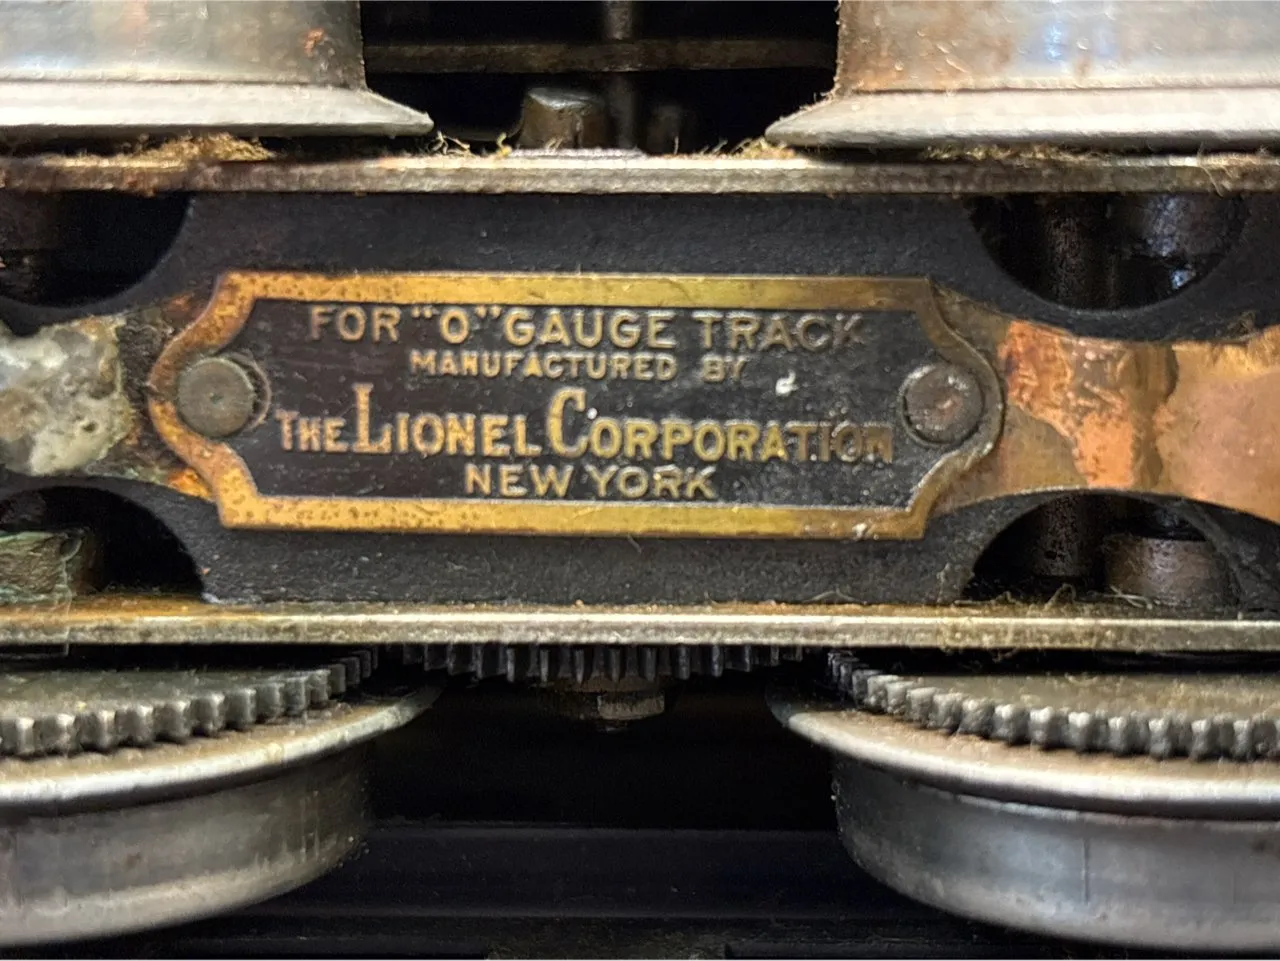 FOR "O" GAUGE TRACK
MANUFACTURED BY
THE LIONEL CORPORATION
NEW YORK